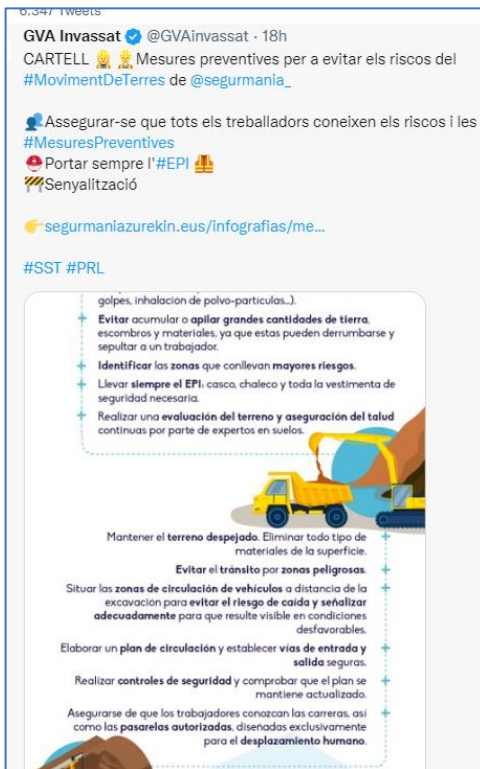 6.347 Tweets
GVA Invassat @GVAinvassat · 18h
CARTELL Mesures preventives per a evitar els riscos del
#MovimentDeTerres de @segurmania_
Assegurar-se que tots els treballadors coneixen els riscos i les
#MesuresPreventives
Portar sempre l'#EPI
Senyalització
segurmaniazurekin.eus/infografias/me...
#SST #PRL
golpes, inhalación de polvo-partículas...).
Evitar acumular o apilar grandes cantidades de tierra,
escombros y materiales, ya que estas pueden derrumbarse y
sepultar a un trabajador.
Identificar las zonas que conllevan mayores riesgos.
Llevar siempre el EPI: casco, chaleco y toda la vestimenta de
seguridad necesaria.
Realizar una evaluación del terreno y aseguración del talud
continuas por parte de expertos en suelos.
Mantener el terreno despejado. Eliminar todo tipo de
materiales de la superficie.
Evitar el tránsito por zonas peligrosas.
Situar las zonas de circulación de vehículos a distancia de la
excavación para evitar el riesgo de caída y señalizar
adecuadamente para que resulte visible en condiciones
desfavorables.
Elaborar un plan de circulación y establecer vías de entrada y
salida seguras.
Realizar controles de seguridad y comprobar que el plan se
mantiene actualizado.
Asegurarse de que los trabajadores conozcan las carreras, así
como las pasarelas autorizadas, diseñadas exclusivamente
para el desplazamiento humano.